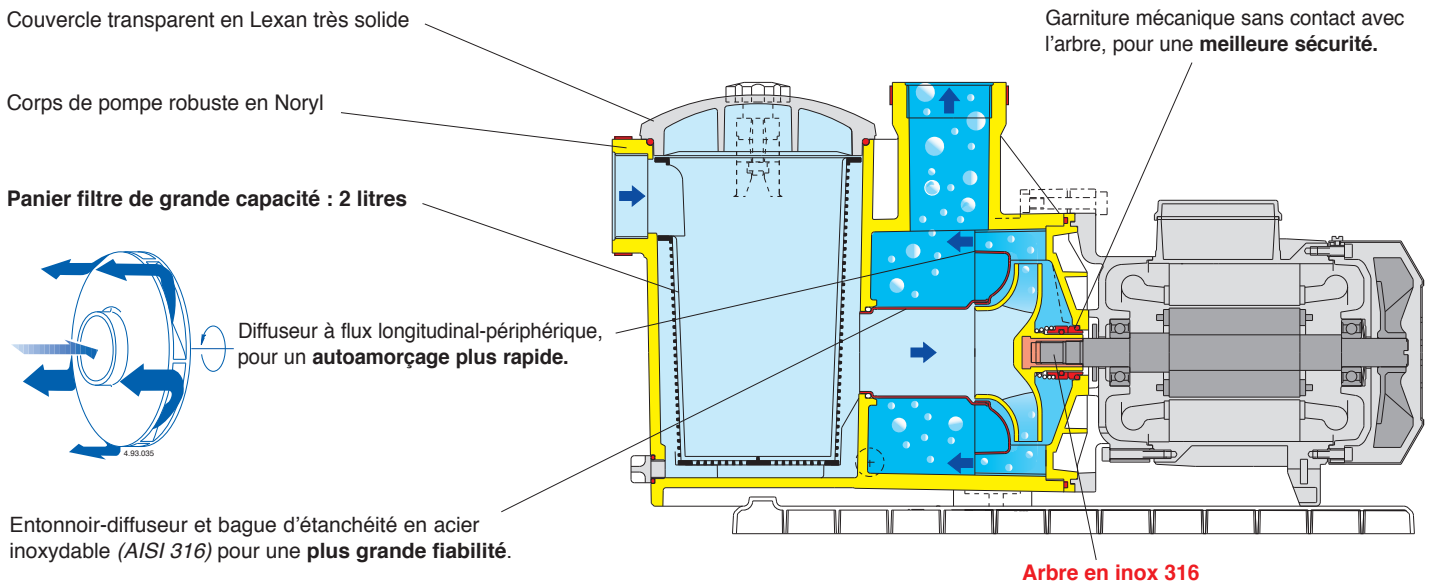 Couvercle transparent en Lexan très solide
Garniture mécanique sans contact avec
l'arbre, pour une meilleure sécurité.
Corps de pompe robuste en Noryl
Panier filtre de grande capacité : 2 litres
Diffuseur à flux longitudinal-périphérique,
pour un autoamorçage plus rapide.
4.93.035
Entonnoir-diffuseur et bague d'étanchéité en acier
inoxydable (AISI 316) pour une plus grande fiabilité.
Arbre en inox 316